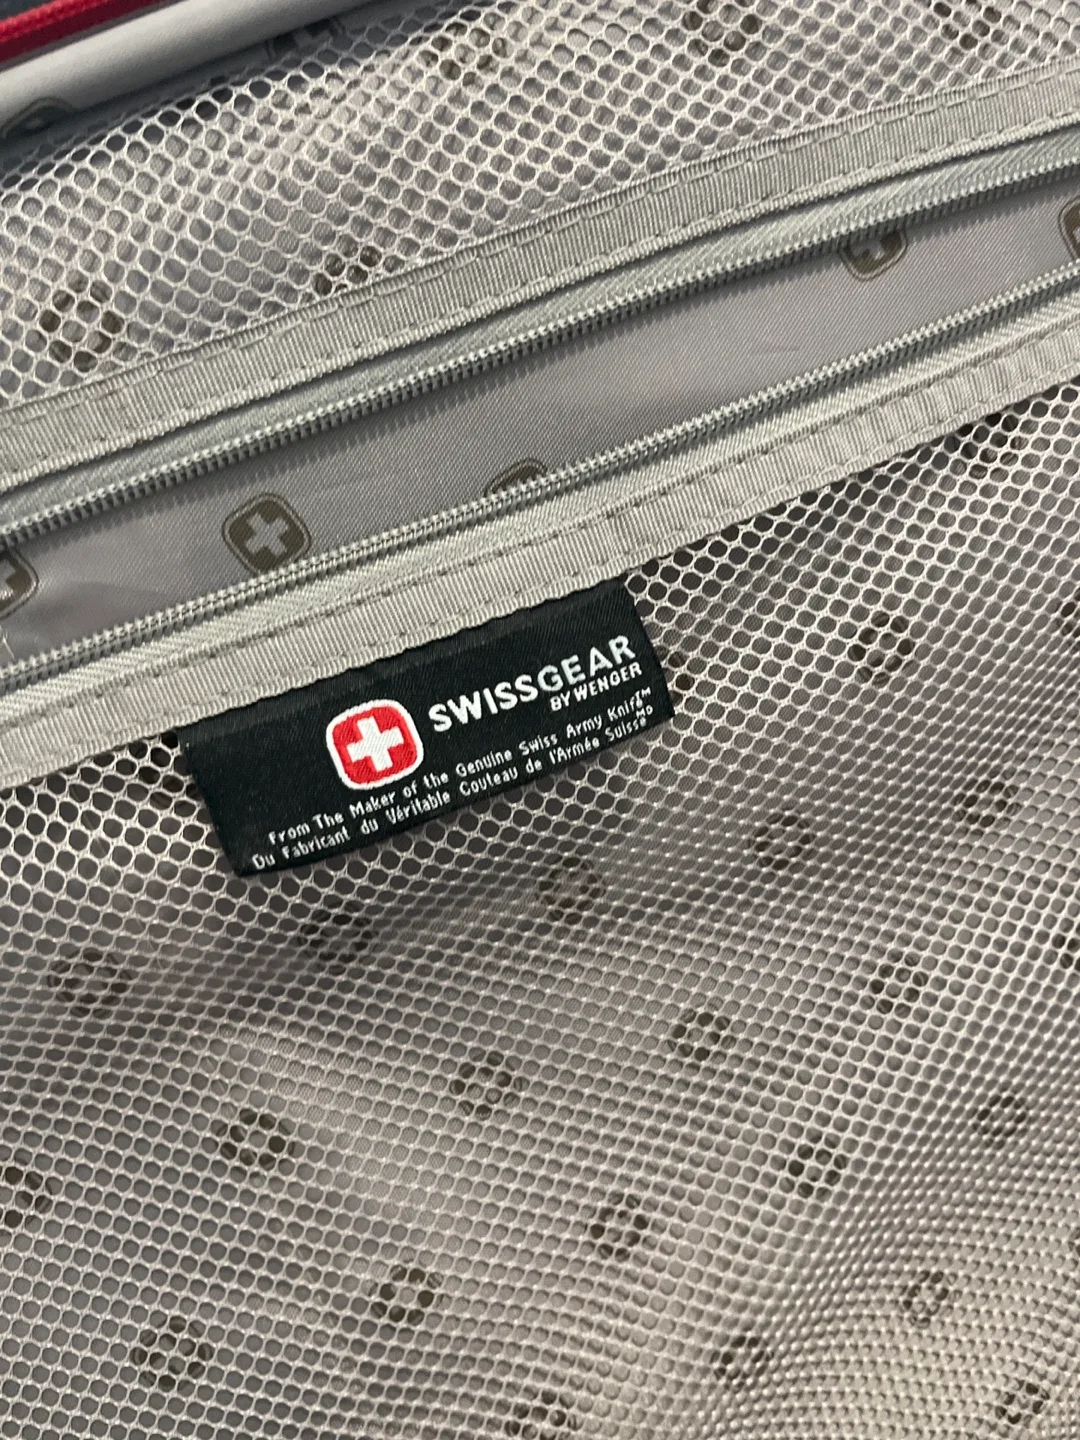 SWISSGEAR
BY WENGER
From The Maker of the Genuine Swiss Army Knife™
Du Fabricant du Véritable Couteau de l'Armée Suisse